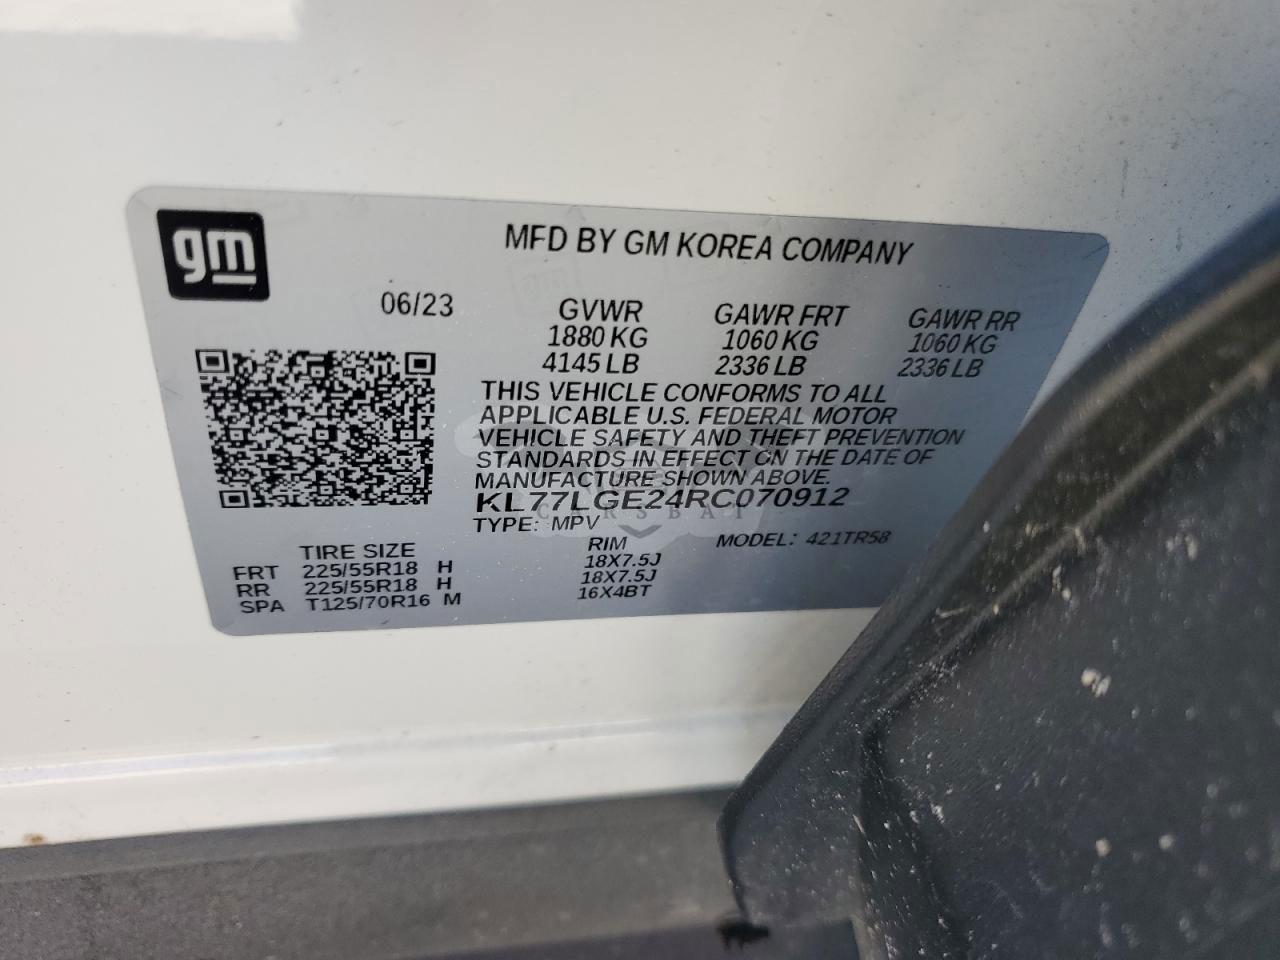 gm
MFD BY GM KOREA COMPANY
06/23
GVWR GAWR FRT GAWR RR
1880 KG 1060 KG 1060 KG
4145 LB 2336 LB 2336 LB
THIS VEHICLE CONFORMS TO ALL
APPLICABLE U.S. FEDERAL MOTOR
VEHICLE SAFETY AND THEFT PREVENTION
STANDARDS IN EFFECT ON THE DATE OF
MANUFACTURE SHOWN ABOVE.
KL77LGE24RC070912
CARSBAT
TYPE: MPV MODEL: 421TR58
TIRE SIZE RIM
FRT 225/55R18 H 18X7.5J
RR 225/55R18 H 18X7.5J
SPA T125/70R16 M 16X4BT